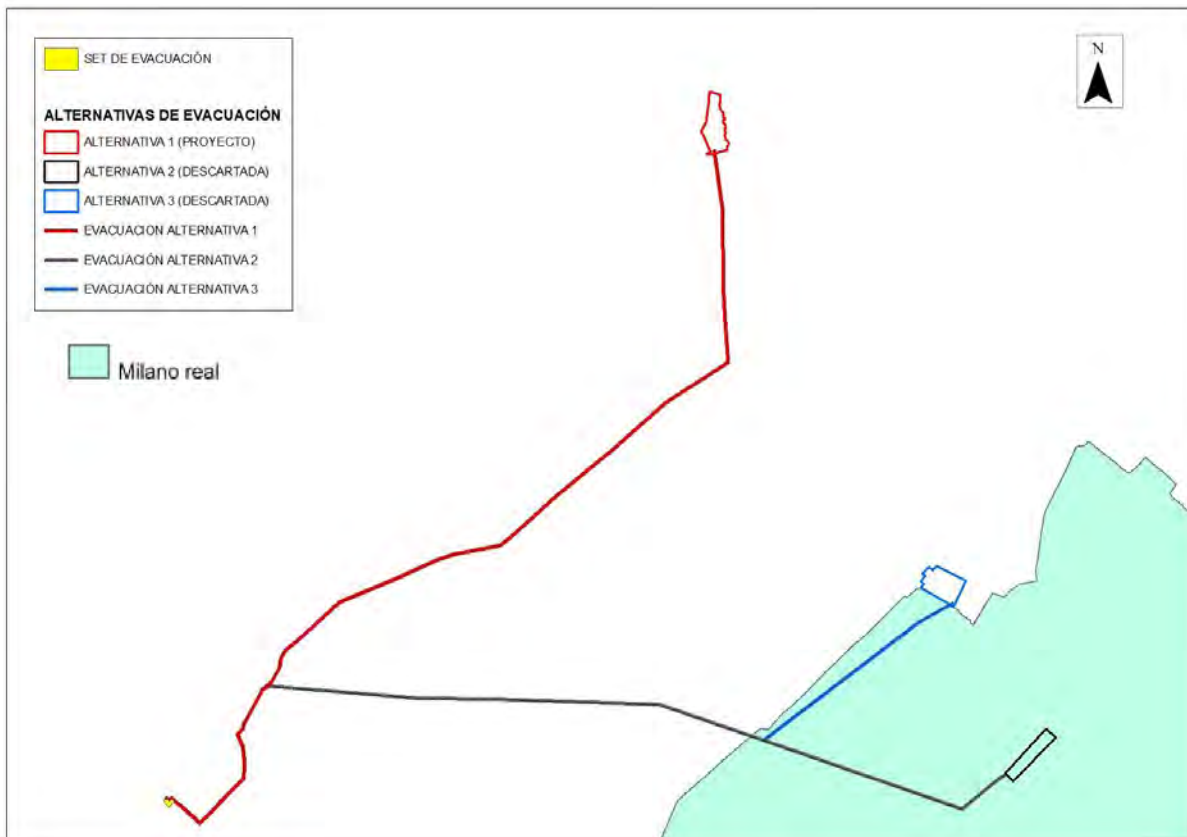 SET DE EVACUACIÓN
ALTERNATIVAS DE EVACUACIÓN
ALTERNATIVA 1 (PROYECTO)
ALTERNATIVA 2 (DESCARTADA)
ALTERNATIVA 3 (DESCARTADA)
EVACUACION ALTERNATIVA 1
EVACUACIÓN ALTERNATIVA 2
EVACUACIÓN ALTERNATIVA 3
Milano real
N